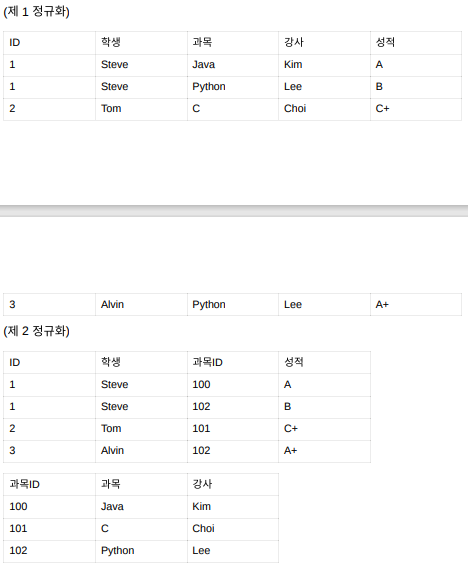 (제 1 정규화)
ID 학생 과목 강사 성적
1 Steve Java Kim A
1 Steve Python Lee B
2 Tom C Choi C+
3 Alvin Python Lee A+
(제 2 정규화)
ID 학생 과목ID 성적
1 Steve 100 A
1 Steve 102 B
2 Tom 101 C+
3 Alvin 102 A+
과목ID 과목 강사
100 Java Kim
101 C Choi
102 Python Lee